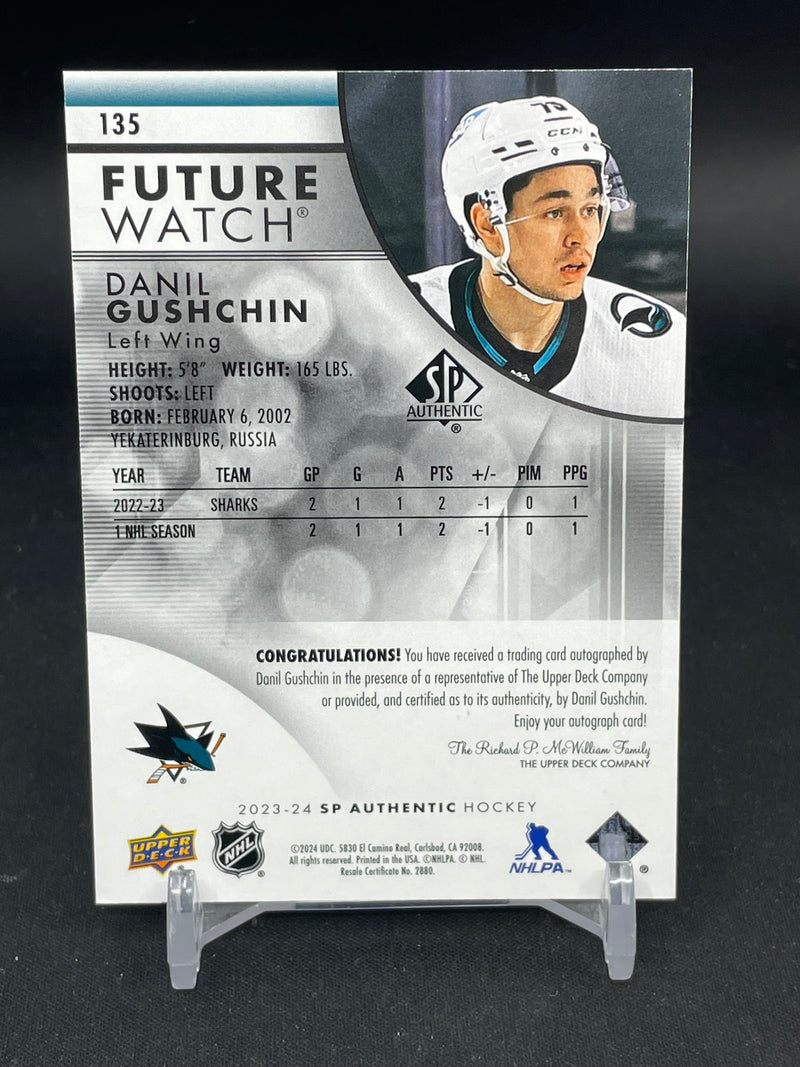 135
FUTURE
WATCH®
DANIL
GUSHCHIN
Left Wing
HEIGHT: 5'8" WEIGHT: 165 LBS.
SHOOTS: LEFT
BORN: FEBRUARY 6, 2002
YEKATERINBURG, RUSSIA
CCM
SP
AUTHENTIC
®
YEAR TEAM GP G A PTS +/- PIM PPG
2022-23 SHARKS 2 1 1 2 -1 0 1
1 NHL SEASON 2 1 1 2 -1 0 1
CONGRATULATIONS! You have received a trading card autographed by
Danil Gushchin in the presence of a representative of The Upper Deck Company
or provided, and certified as to its authenticity, by Danil Gushchin.
Enjoy your autograph card!
The Richard P. McWilliam Family
THE UPPER DECK COMPANY
®
2023-24 SP AUTHENTIC HOCKEY
UPPER
D•E•C•K
NHL
®
©2024 UDC. 5830 El Camino Real, Carlsbad, CA 92008.
All rights reserved. Printed in the USA. ©NHLPA. © NHL.
Resale Certificate No. 2880.
NHLPA™
®